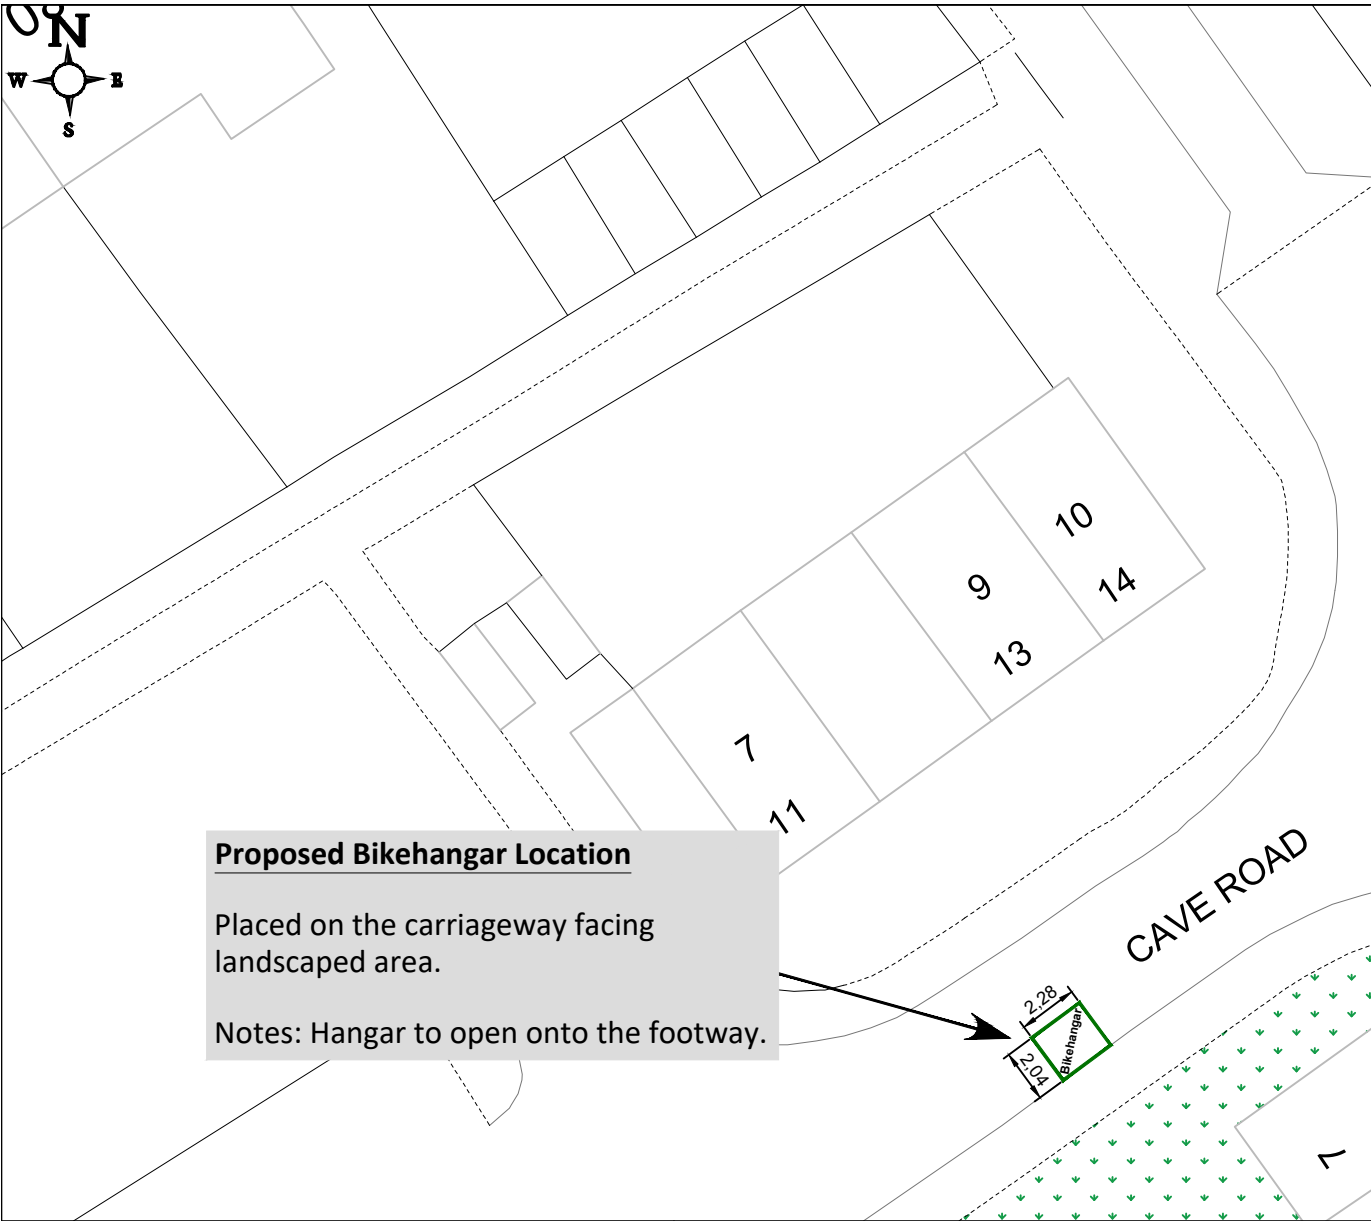 N
W E
S
10
9
14
13
7
11
Proposed Bikehangar Location
Placed on the carriageway facing
landscaped area.
Notes: Hangar to open onto the footway.
CAVE ROAD
2,28
Bikehangar
2,04
7